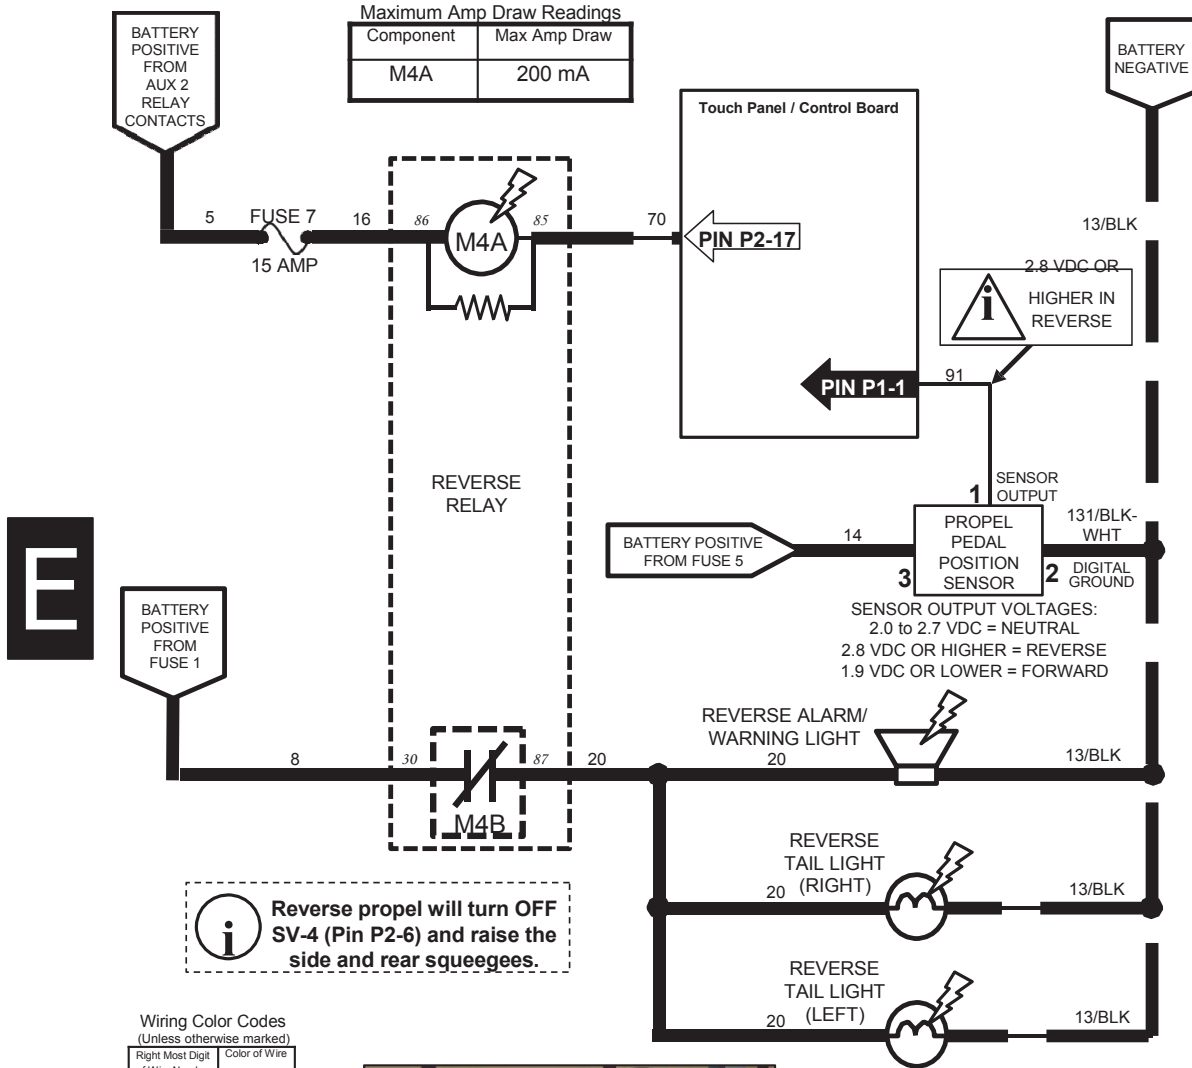 Maximum Amp Draw Readings
Component Max Amp Draw
M4A 200 mA
BATTERY
POSITIVE
FROM
AUX 2
RELAY
CONTACTS
BATTERY
NEGATIVE
Touch Panel / Control Board
5
FUSE 7
15 AMP
16
86
M4A
85
70
PIN P2-17
13/BLK
2.8 VDC OR
HIGHER IN
REVERSE
i
PIN P1-1
91
REVERSE
RELAY
1
SENSOR
OUTPUT
BATTERY POSITIVE
FROM FUSE 5
14
3
PROPEL
PEDAL
POSITION
SENSOR
2
131/BLK-
WHT
DIGITAL
GROUND
SENSOR OUTPUT VOLTAGES:
2.0 to 2.7 VDC = NEUTRAL
2.8 VDC OR HIGHER = REVERSE
1.9 VDC OR LOWER = FORWARD
E
BATTERY
POSITIVE
FROM
FUSE 1
8
30
M4B
87
20
REVERSE ALARM/
WARNING LIGHT
20
13/BLK
REVERSE
TAIL LIGHT
(RIGHT)
20
13/BLK
REVERSE
TAIL LIGHT
(LEFT)
20
13/BLK
i
Reverse propel will turn OFF
SV-4 (Pin P2-6) and raise the
side and rear squeegees.
Wiring Color Codes
(Unless otherwise marked)
Right Most Digit Color of Wire